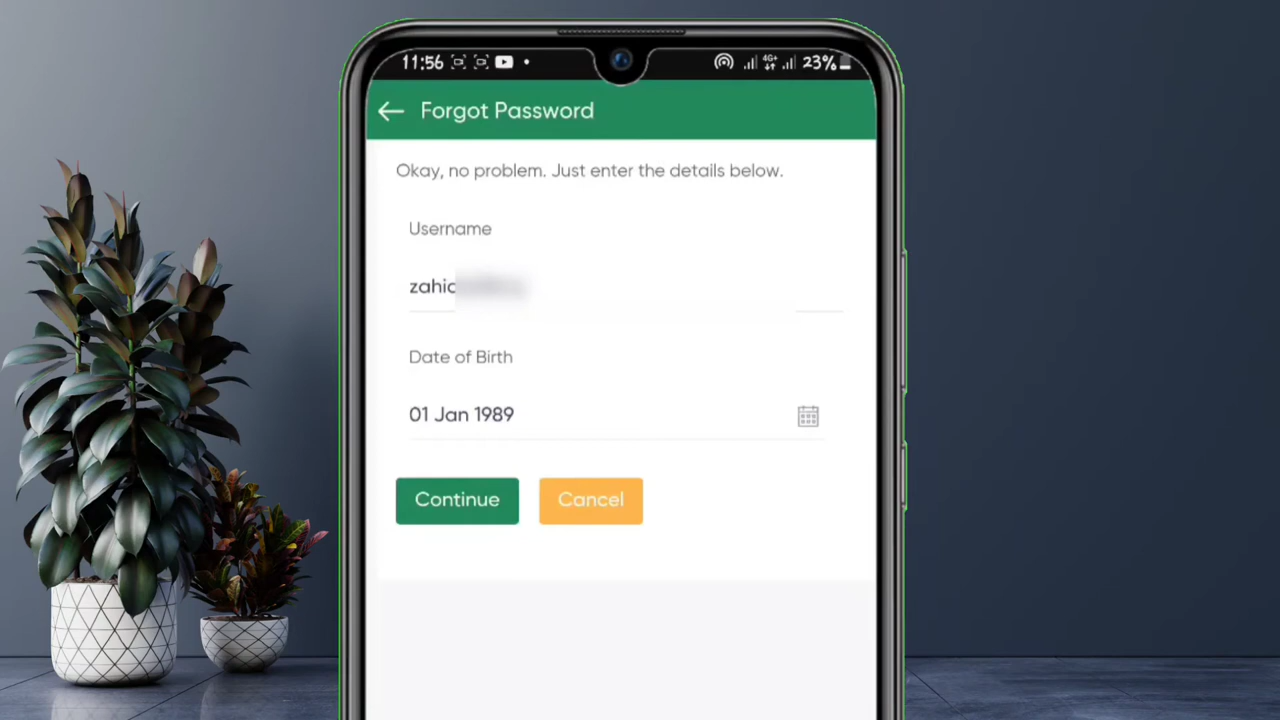 11:56
4G+ 23%
Forgot Password
Okay, no problem. Just enter the details below.
Username
Date of Birth
01 Jan 1989
Continue Cancel